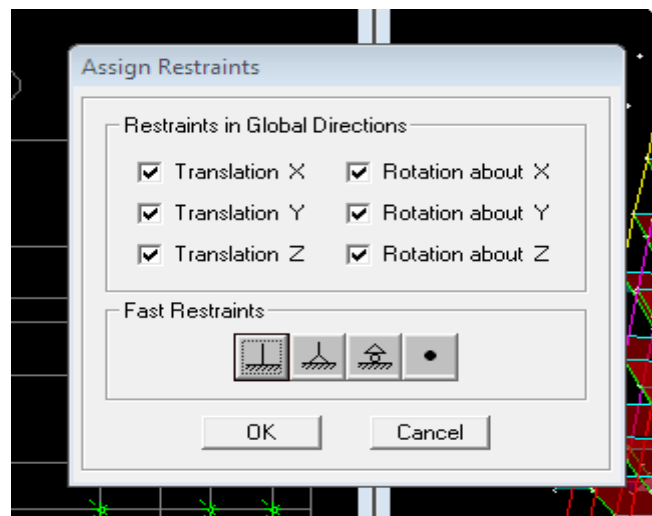 Assign Restraints
Restraints in Global Directions
Translation X Rotation about X
Translation Y Rotation about Y
Translation Z Rotation about Z
Fast Restraints
OK Cancel